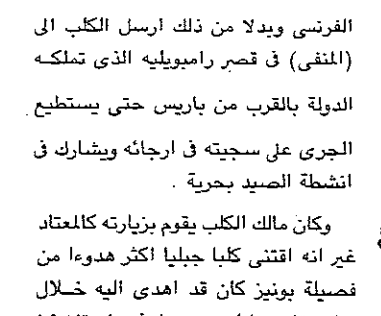 الفرنسى وبدلا من ذلك ارسل الكلب الى
(المنفى) فى قصر رامبويليه الذى تملكه
الدولة بالقرب من باريس حتى يستطيع
الجرى على سجيته فى ارجائه ويشارك فى
انشطة الصيد بحرية .
وكان مالك الكلب يقوم بزيارته كالمعتاد
غير انه اقتنى كلبا جبليا اكثر هدوءا من
فصيلة بونيز كان قد اهدى اليه خلال